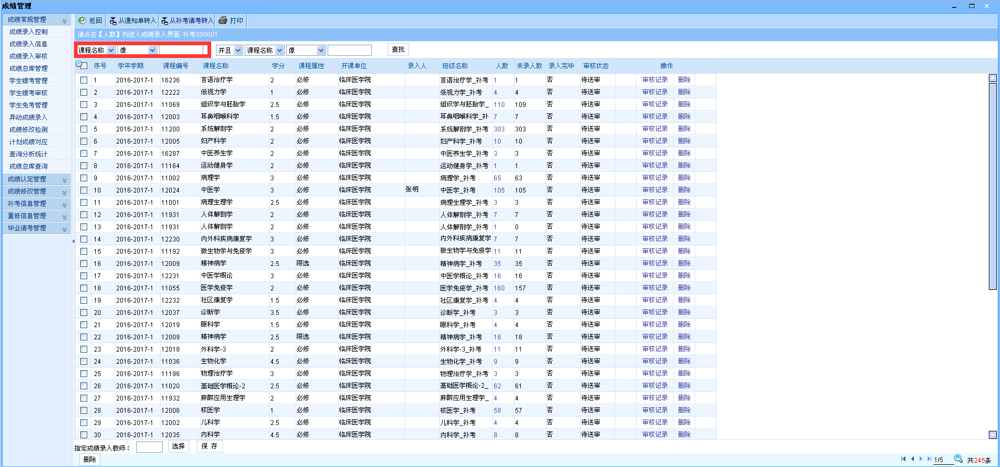 成绩管理
成绩常规管理
成绩录入控制
成绩录入信息
成绩录入审核
成绩总库管理
学生缓考管理
学生缓考审核
学生免考管理
异动成绩录入
成绩修改检测
计划成绩对应
查询分析统计
成绩总库查询
成绩认定管理
成绩修改管理
补考信息管理
重修信息管理
毕业清考管理
返回 从通知单转入 从补考清考转入 打印
请点击【人数】列进入成绩录入界面 补考000001
课程名称 像 并且 课程名称 像 查找
序号 学年学期 课程编号 课程名称 学分 课程属性 开课单位 录入人 班级名称 人数 未录人数 录入完毕 审核状态 操作
1 2016-2017-1 16236 言语治疗学 2 必修 临床医学院 言语治疗学_补考 1 1 否 待送审 审核记录 删除
2 2016-2017-1 12222 低视力学 1 必修 临床医学院 低视力学_补考 4 4 否 待送审 审核记录 删除
3 2016-2017-1 11069 组织学与胚胎学 2.5 必修 临床医学院 组织学与胚胎学_ 110 109 否 待送审 审核记录 删除
4 2016-2017-1 12003 耳鼻咽喉科学 1.5 必修 临床医学院 耳鼻咽喉科学_补 7 7 否 待送审 审核记录 删除
5 2016-2017-1 11200 系统解剖学 2 必修 临床医学院 系统解剖学_补考 303 303 否 待送审 审核记录 删除
6 2016-2017-1 12005 妇产科学 2 必修 临床医学院 妇产科学_补考 10 10 否 待送审 审核记录 删除
7 2016-2017-1 16287 中医养生学 2 必修 临床医学院 中医养生学_补考 3 3 否 待送审 审核记录 删除
8 2016-2017-1 11164 运动健身学 2 必修 临床医学院 运动健身学_补考 1 1 否 待送审 审核记录 删除
9 2016-2017-1 11002 病理学 3 必修 临床医学院 病理学_补考 65 63 否 待送审 审核记录 删除
10 2016-2017-1 12024 中医学 3 必修 临床医学院 张明 中医学_补考 105 105 否 待送审 审核记录 删除
11 2016-2017-1 11001 病理生理学 2.5 必修 临床医学院 病理生理学_补考 3 3 否 待送审 审核记录 删除
12 2016-2017-1 11931 人体解剖学 2 必修 临床医学院 人体解剖学_补考 7 7 否 待送审 审核记录 删除
13 2016-2017-1 11931 人体解剖学 2 必修 临床医学院 人体解剖学_补考 1 0 否 待送审 审核记录 删除
14 2016-2017-1 12230 内外科疾病康复学 3 必修 临床医学院 内外科疾病康复学 7 7 否 待送审 审核记录 删除
15 2016-2017-1 11192 微生物学与免疫学 3 必修 临床医学院 微生物学与免疫学 11 11 否 待送审 审核记录 删除
16 2016-2017-1 12009 精神病学 2.5 限选 临床医学院 精神病学_补考 35 35 否 待送审 审核记录 删除
17 2016-2017-1 12231 中医学概论 3 必修 临床医学院 中医学概论_补考 16 16 否 待送审 审核记录 删除
18 2016-2017-1 11055 医学免疫学 2 必修 临床医学院 医学免疫学_补考 160 157 否 待送审 审核记录 删除
19 2016-2017-1 12232 社区康复学 1.5 必修 临床医学院 社区康复学_补考 4 4 否 待送审 审核记录 删除
20 2016-2017-1 12037 诊断学 3.5 必修 临床医学院 诊断学_补考 3 3 否 待送审 审核记录 删除
21 2016-2017-1 12019 眼科学 1.5 必修 临床医学院 眼科学_补考 4 4 否 待送审 审核记录 删除
22 2016-2017-1 12009 精神病学 2.5 限选 临床医学院 精神病学_补考 18 18 否 待送审 审核记录 删除
23 2016-2017-1 12018 外科学-3 2 必修 临床医学院 外科学-3_补考 11 11 否 待送审 审核记录 删除
24 2016-2017-1 11036 生物化学 4.5 必修 临床医学院 生物化学_补考 9 9 否 待送审 审核记录 删除
25 2016-2017-1 11196 物理治疗学 3 必修 临床医学院 物理治疗学_补考 3 3 否 待送审 审核记录 删除
26 2016-2017-1 11020 基础医学概论-2 2.5 必修 临床医学院 基础医学概论-2_ 62 61 否 待送审 审核记录 删除
27 2016-2017-1 11932 麻醉应用生理学 2 必修 临床医学院 麻醉应用生理学_ 4 4 否 待送审 审核记录 删除
28 2016-2017-1 12006 核医学 1 必修 临床医学院 核医学_补考 58 57 否 待送审 审核记录 删除
29 2016-2017-1 12002 儿科学 2.5 必修 临床医学院 儿科学_补考 4 4 否 待送审 审核记录 删除
30 2016-2017-1 12035 内科学 4.5 必修 临床医学院 内科学_补考 8 8 否 待送审 审核记录 删除
指定成绩录入教师： 选择 保 存
删除 1/5 共245条